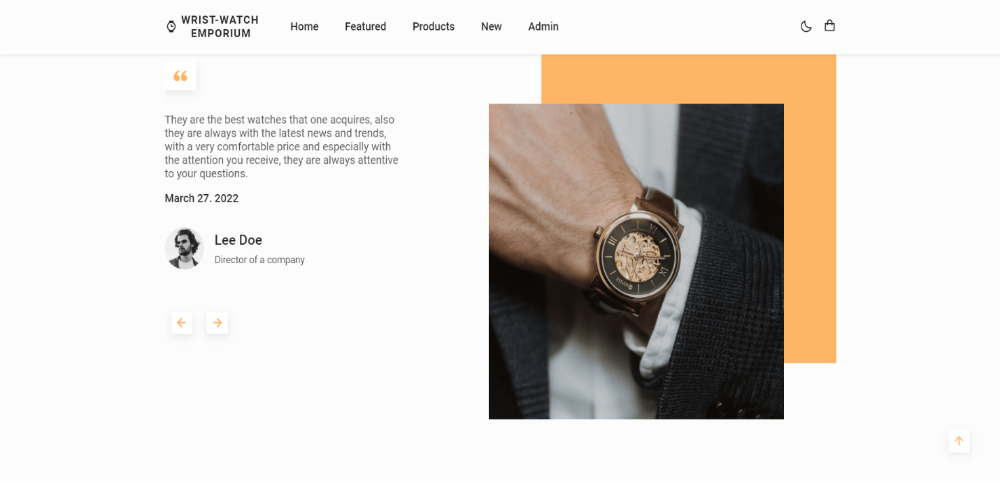 WRIST-WATCH
EMPORIUM
Home Featured Products New Admin
“
They are the best watches that one acquires, also
they are always with the latest news and trends,
with a very comfortable price and especially with
the attention you receive, they are always attentive
to your questions.
March 27. 2022
Lee Doe
Director of a company